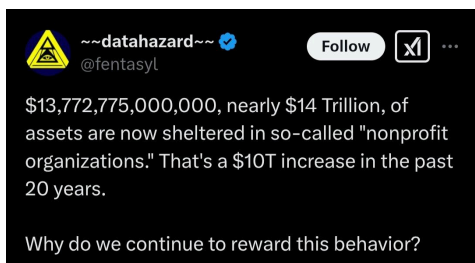 ~~datahazard~~
Follow
@fentasyl
$13,772,775,000,000, nearly $14 Trillion, of
assets are now sheltered in so-called "nonprofit
organizations." That's a $10T increase in the past
20 years.
Why do we continue to reward this behavior?